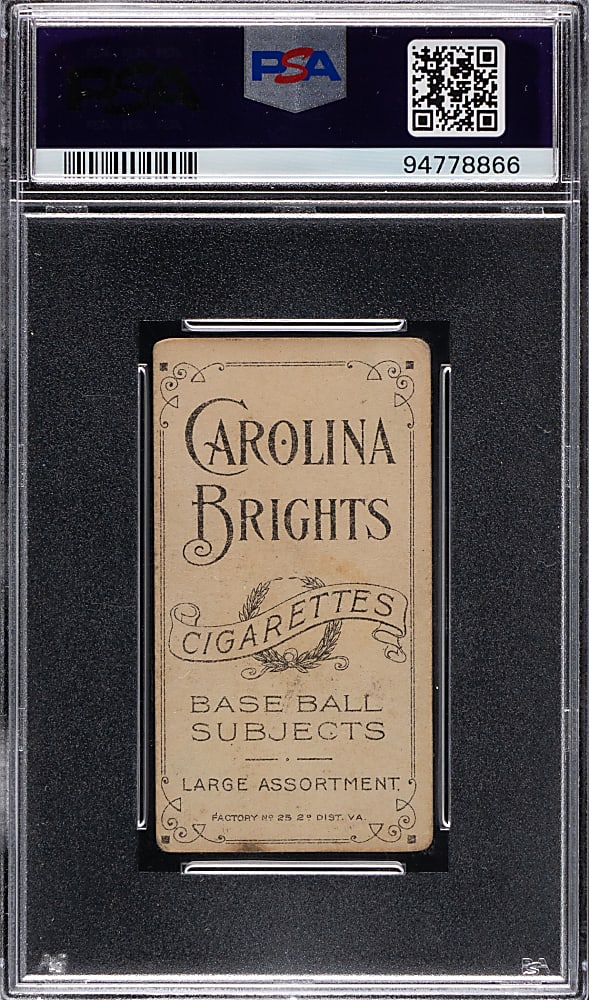 PSA
94778866
CAROLINA
BRIGHTS
CIGARETTES
BASE BALL
SUBJECTS
LARGE ASSORTMENT.
FACTORY Nº 25 2D DIST. VA.